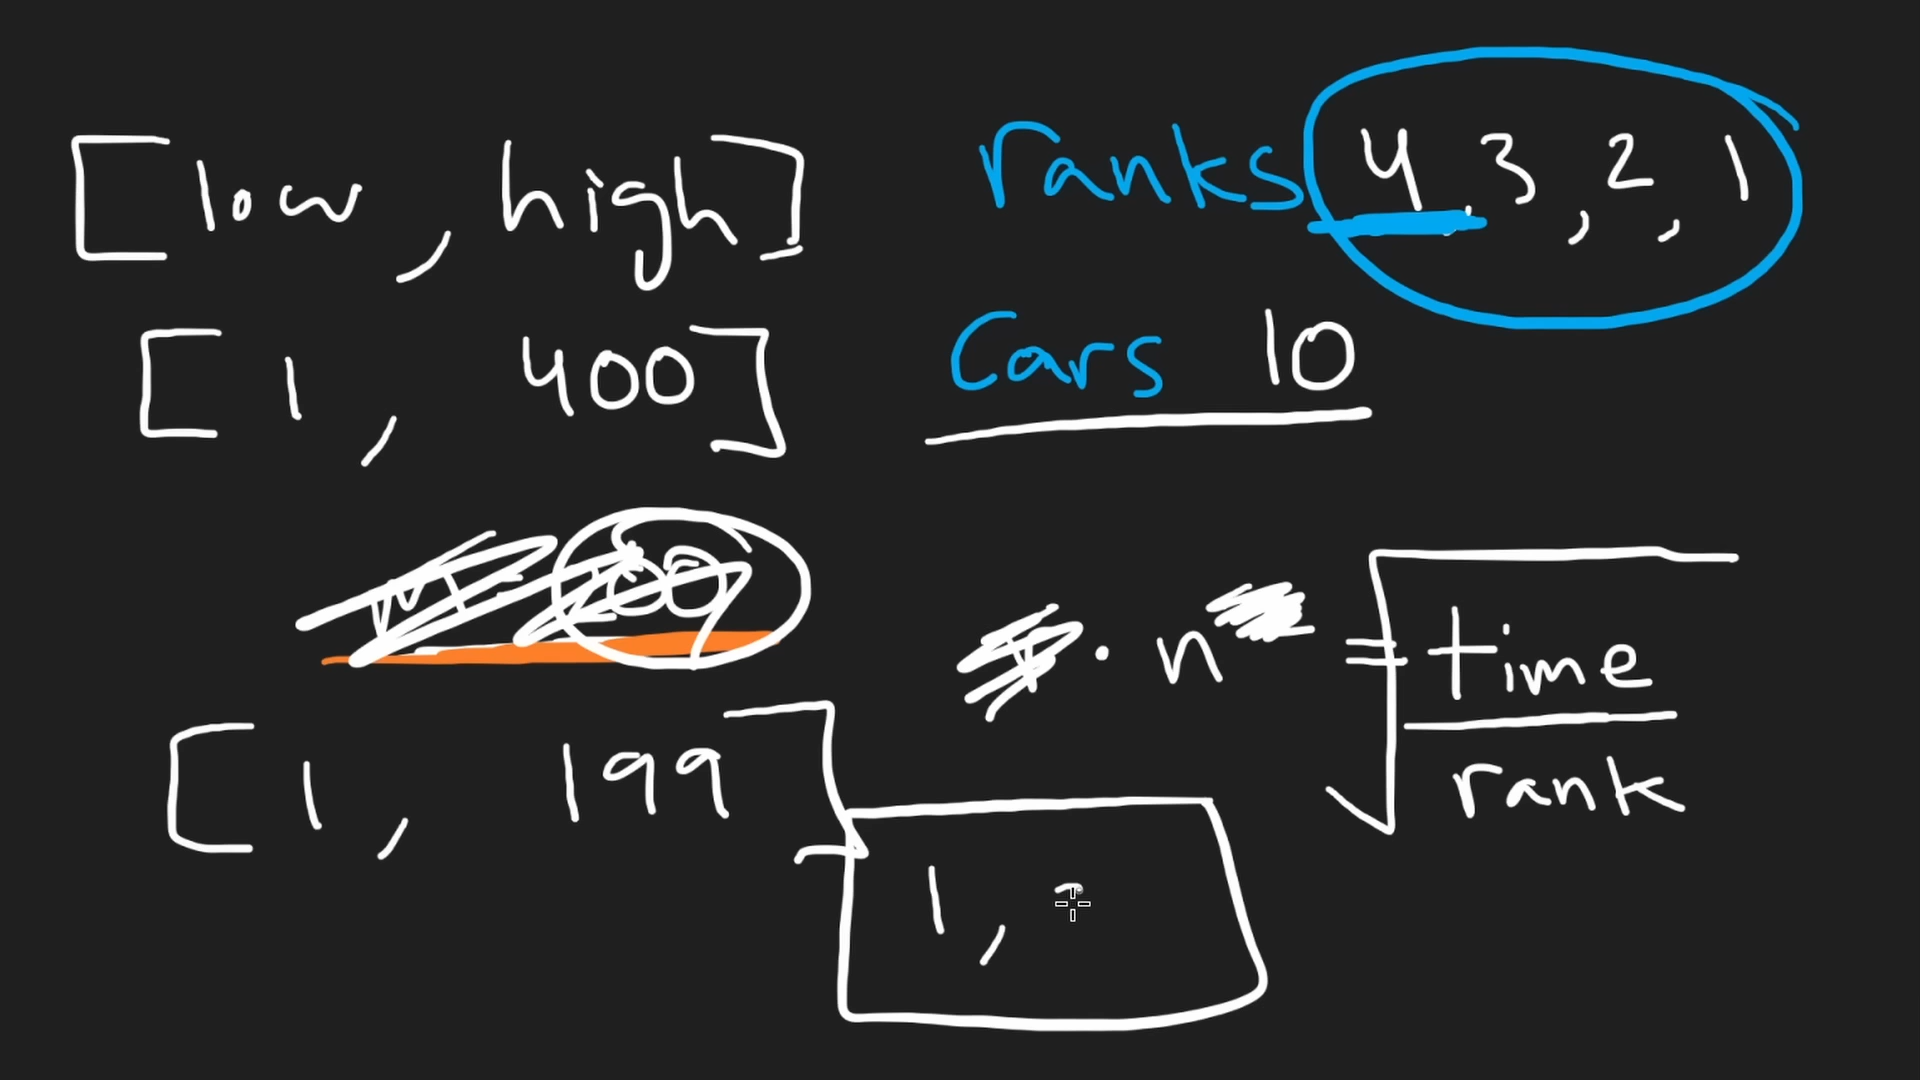 [low, high]
ranks 4, 3, 2, 1
[1, 400]
Cars 10
· n = √
time
rank
[1, 199]
1,